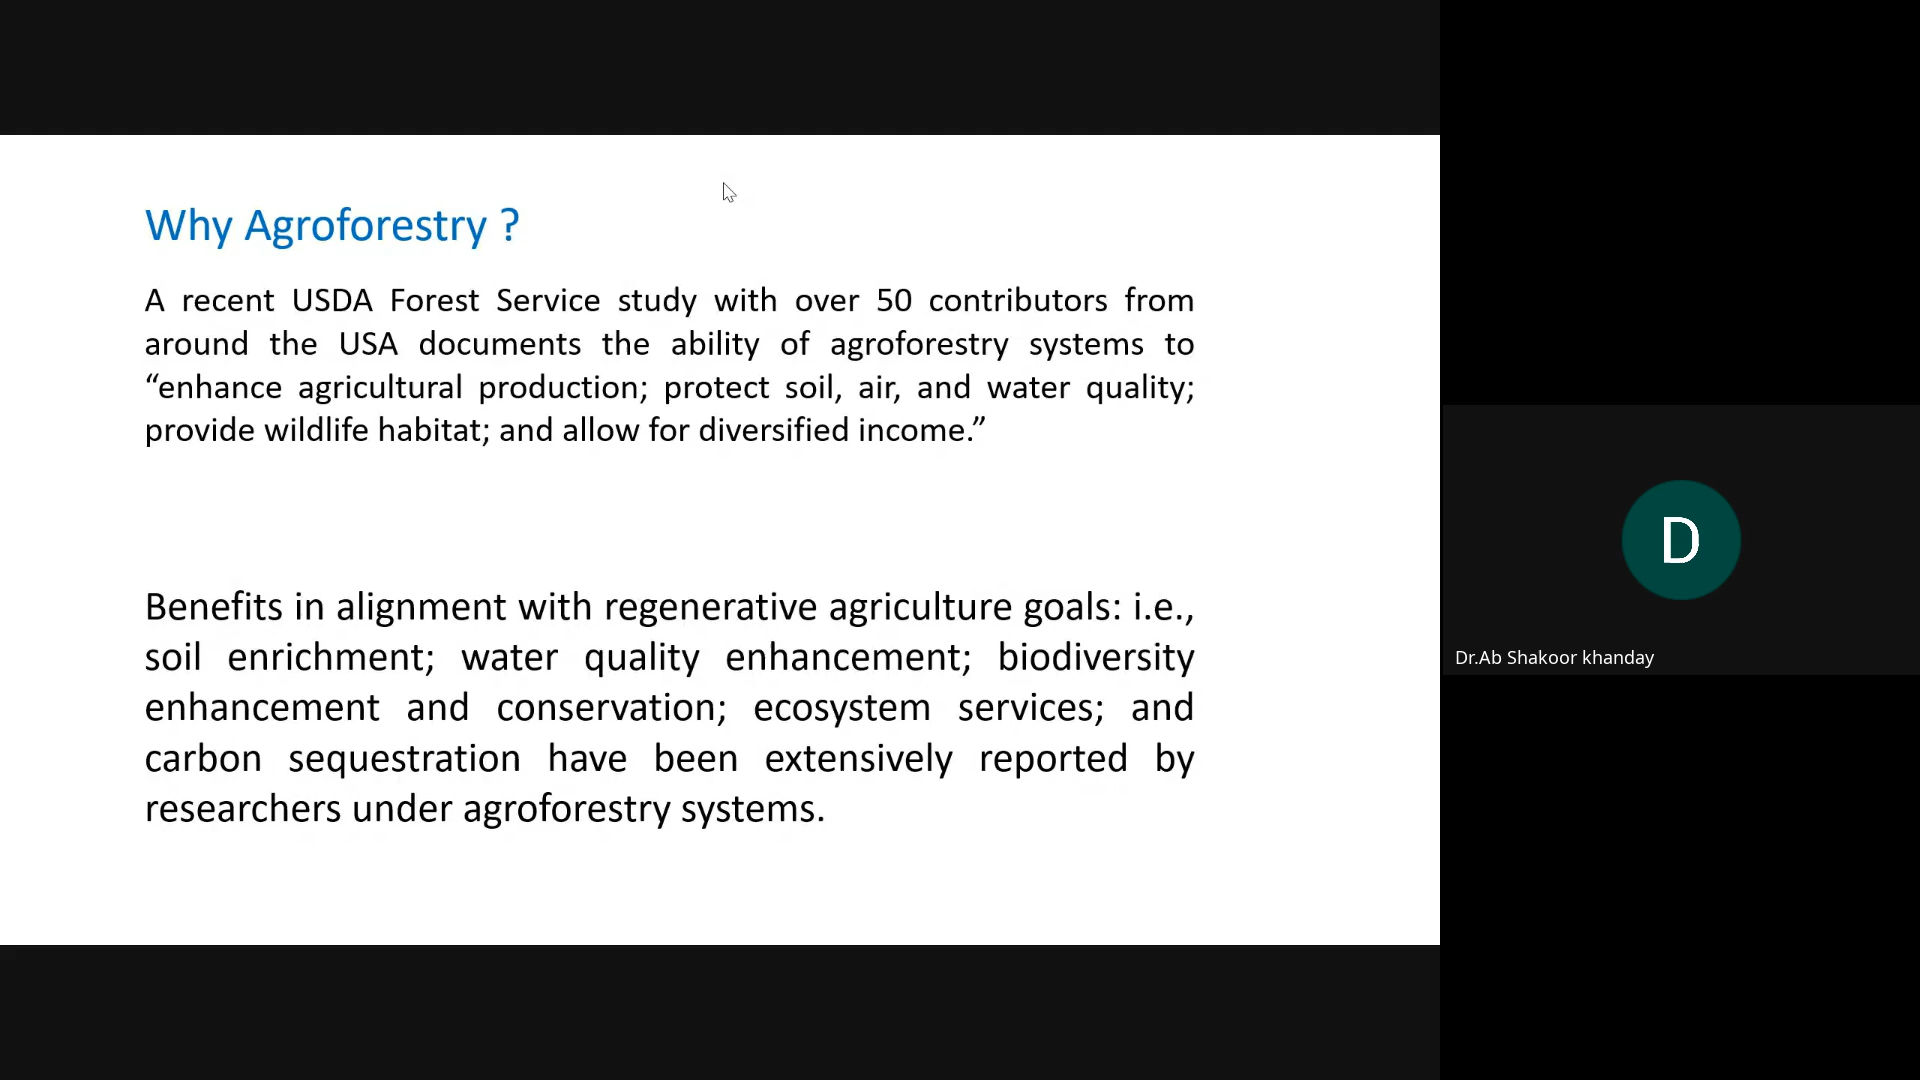 Why Agroforestry ?
A recent USDA Forest Service study with over 50 contributors from
around the USA documents the ability of agroforestry systems to
“enhance agricultural production; protect soil, air, and water quality;
provide wildlife habitat; and allow for diversified income.”
Benefits in alignment with regenerative agriculture goals: i.e.,
soil enrichment; water quality enhancement; biodiversity
enhancement and conservation; ecosystem services; and
carbon sequestration have been extensively reported by
researchers under agroforestry systems.
D
Dr.Ab Shakoor khanday